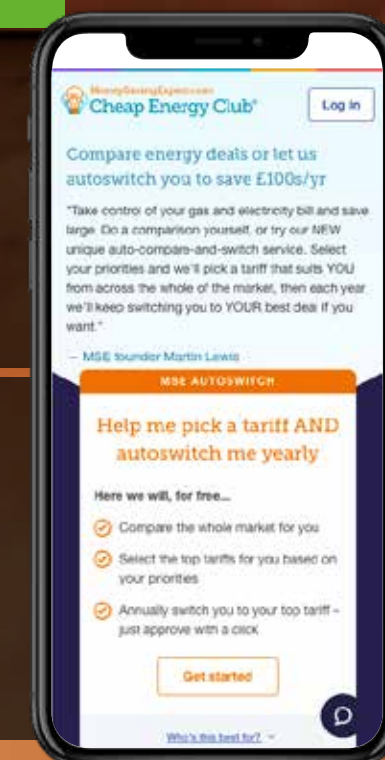 MoneySavingExpert.com
Cheap Energy Club®
Log in
Compare energy deals or let us
autoswitch you to save £100s/yr
"Take control of your gas and electricity bill and save
large. Do a comparison yourself, or try our NEW
unique auto-compare-and-switch service. Select
your priorities and we'll pick a tariff that suits YOU
from across the whole of the market, then each year
we'll keep switching you to YOUR best deal if you
want."
– MSE founder Martin Lewis
MSE AUTOSWITCH
Help me pick a tariff AND
autoswitch me yearly
Here we will, for free...
Compare the whole market for you
Select the top tariffs for you based on
your priorities
Annually switch you to your top tariff –
just approve with a click
Get started
Who's this best for?